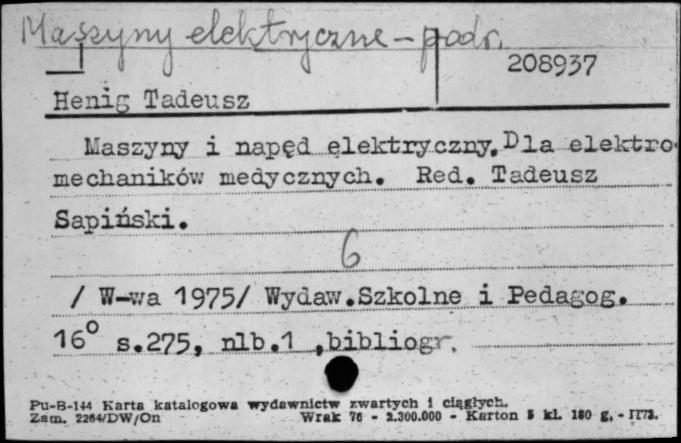 Maszyny elektryczne - podr.
208937
Henig Tadeusz
Maszyny i napęd elektryczny. Dla elektro-
mechaników medycznych. Red. Tadeusz
Sapiński.
6
/ W-wa 1975/ Wydaw.Szkolne i Pedagog.
16° s.275, nlb.1 ,bibliogr.
Pu-B-144 Karta katalogowa wydawnictw zwartych i ciągłych.
Zam. 2264/DW/On Wrak 76 - 2.300.000 - Karton 5 kl. 180 g.